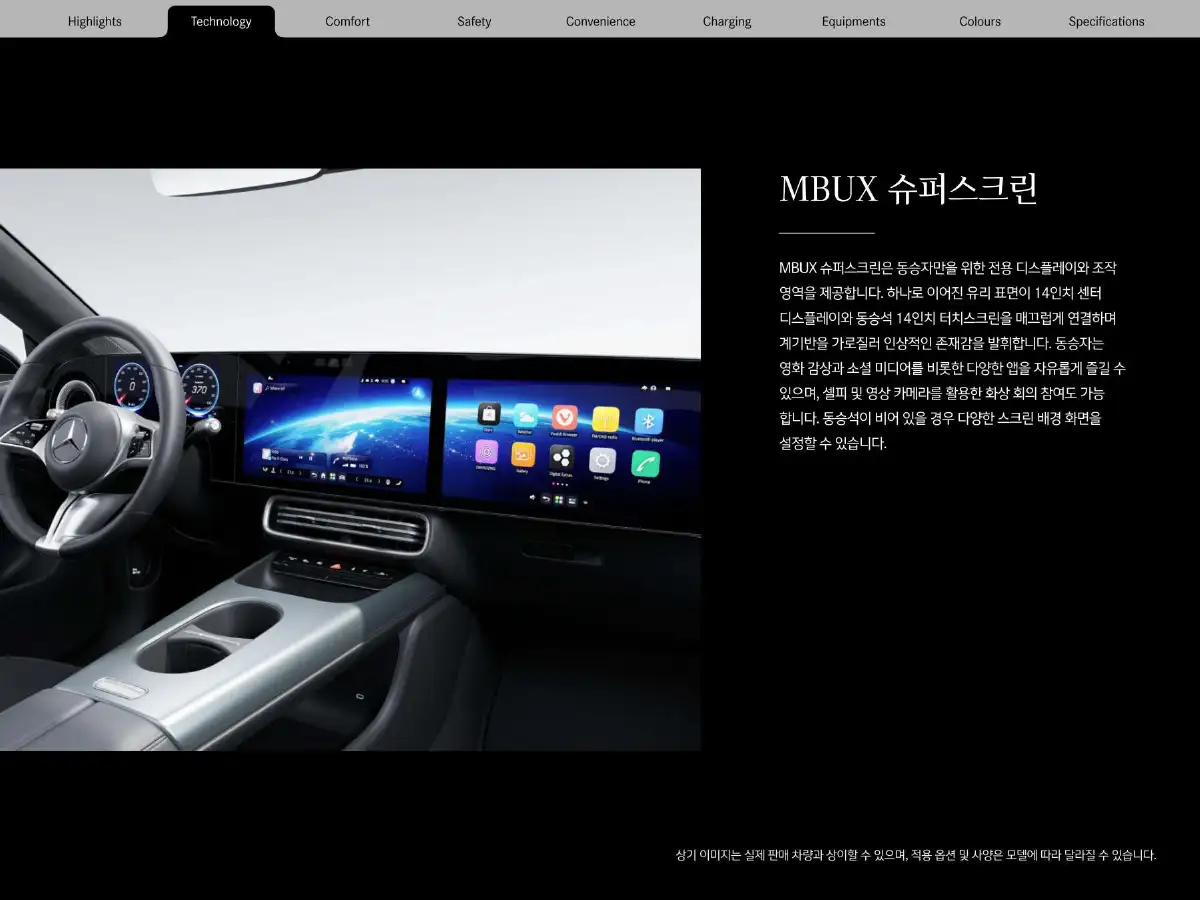 Highlights
Technology
Comfort
Safety
Convenience
Charging
Equipments
Colours
Specifications
MBUX 슈퍼스크린
MBUX 슈퍼스크린은 동승자만을 위한 전용 디스플레이와 조작
영역을 제공합니다. 하나로 이어진 유리 표면이 14인치 센터
디스플레이와 동승석 14인치 터치스크린을 매끄럽게 연결하며
계기반을 가로질러 인상적인 존재감을 발휘합니다. 동승자는
영화 감상과 소셜 미디어를 비롯한 다양한 앱을 자유롭게 즐길 수
있으며, 셀피 및 영상 카메라를 활용한 화상 회의 참여도 가능
합니다. 동승석이 비어 있을 경우 다양한 스크린 배경 화면을
설정할 수 있습니다.
0
370
Settings
Phone
상기 이미지는 실제 판매 차량과 상이할 수 있으며, 적용 옵션 및 사양은 모델에 따라 달라질 수 있습니다.